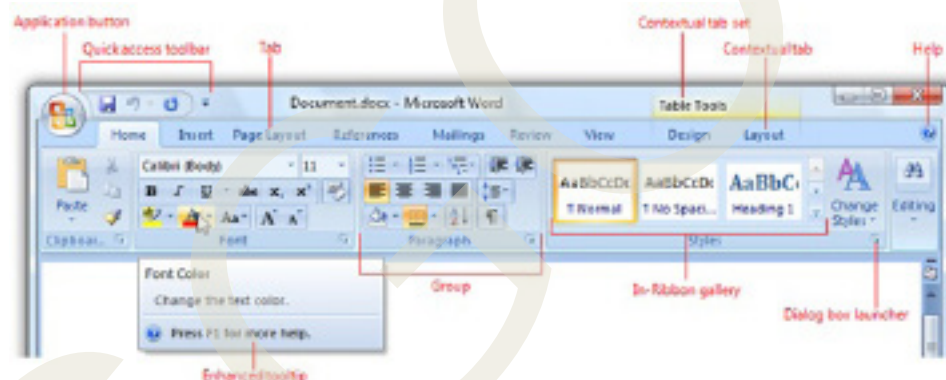 Application button
Contextual tab set
Quick access toolbar
Tab
Contextual tab
Help
Document.docx - Microsoft Word
Table Tools
Home Insert Page Layout References Mailings Review View Design Layout
Calibri (Body) 11
AaBbCcDc AaBbCcDc AaBbC
Paste
B I U abc x, x'
¶ Normal ¶ No Spaci... Heading 1
Change Styles
Editing
Aa A A
Clipboar... Font Paragraph Styles
Font Color
Change the text color.
Press F1 for more help.
Group
In-Ribbon gallery
Dialog box launcher
Enhanced tooltip